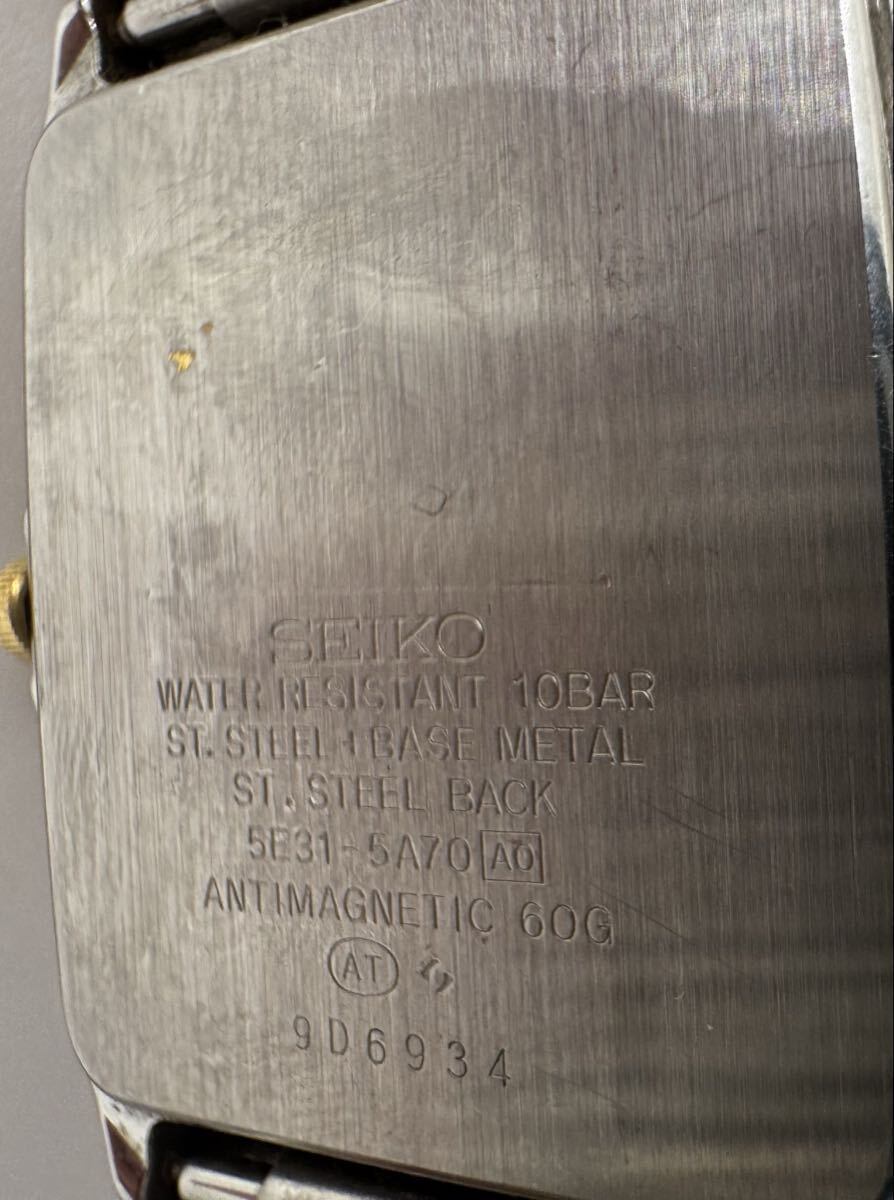 SEIKO
WATER RESISTANT 10BAR
ST. STEEL + BASE METAL
ST. STEEL BACK
5E31-5A70 A0
ANTIMAGNETIC 60G
AT
9D6934